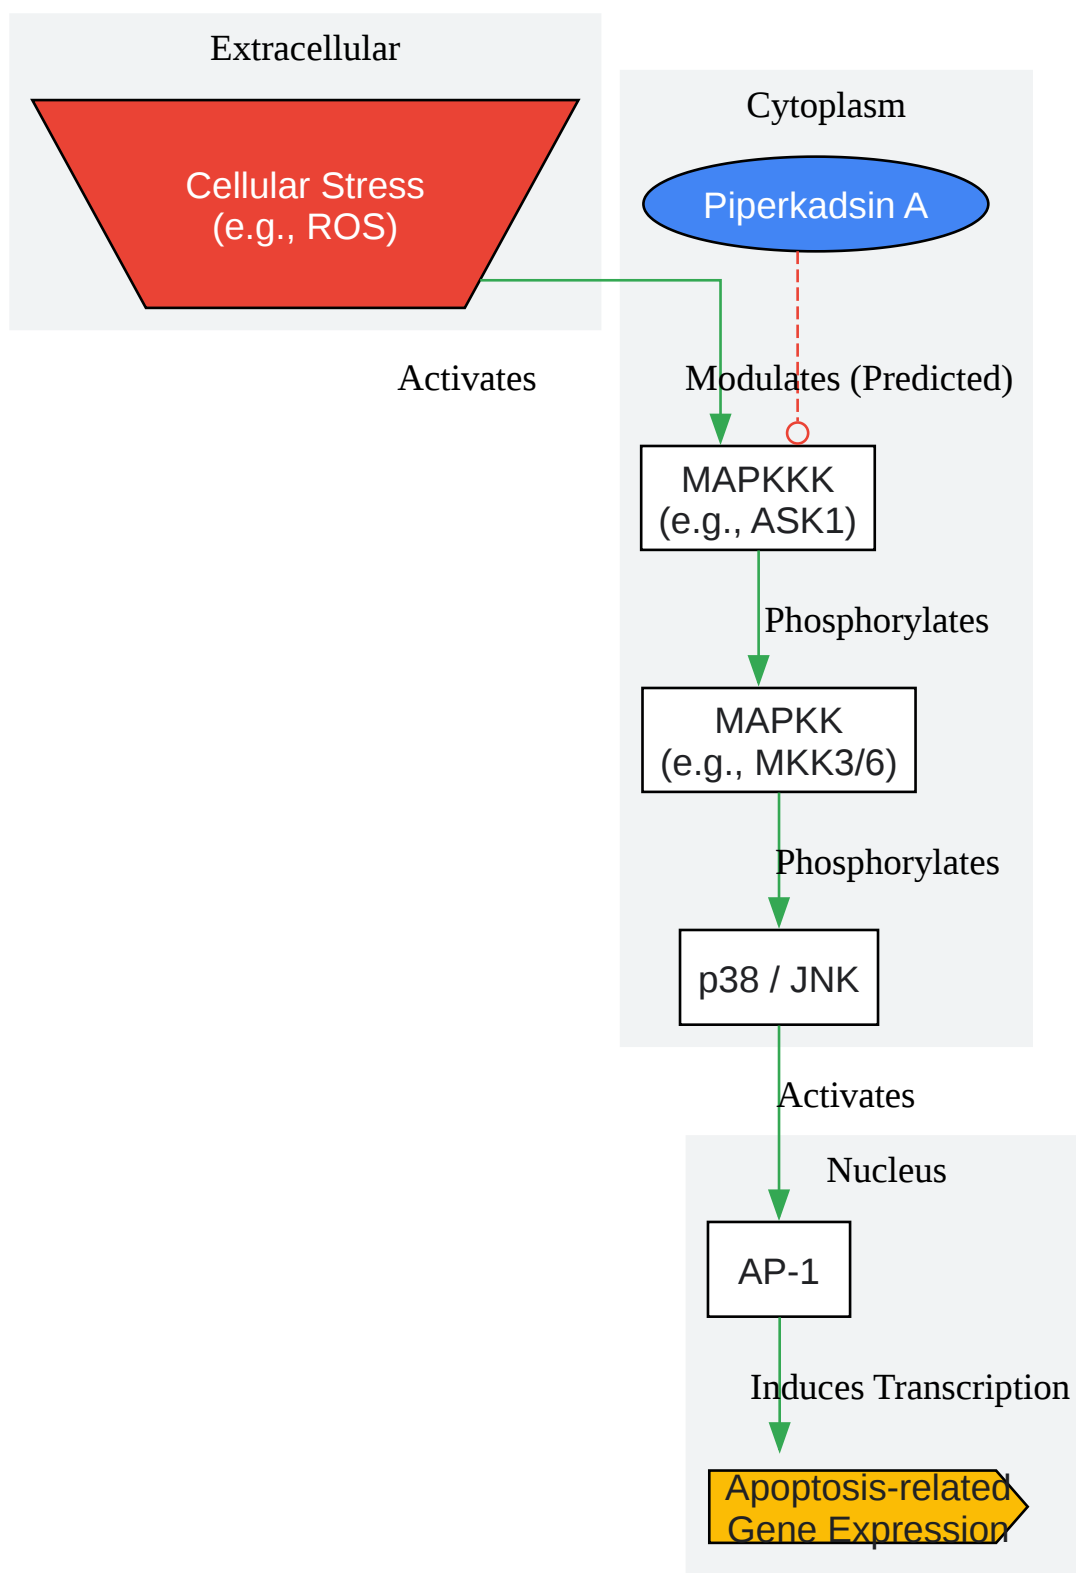 Extracellular
Cellular Stress
(e.g., ROS)
Cytoplasm
Piperkadsin A
Activates
Modulates (Predicted)
MAPKKK
(e.g., ASK1)
Phosphorylates
MAPKK
(e.g., MKK3/6)
Phosphorylates
p38 / JNK
Activates
Nucleus
AP-1
Induces Transcription
Apoptosis-related
Gene Expression